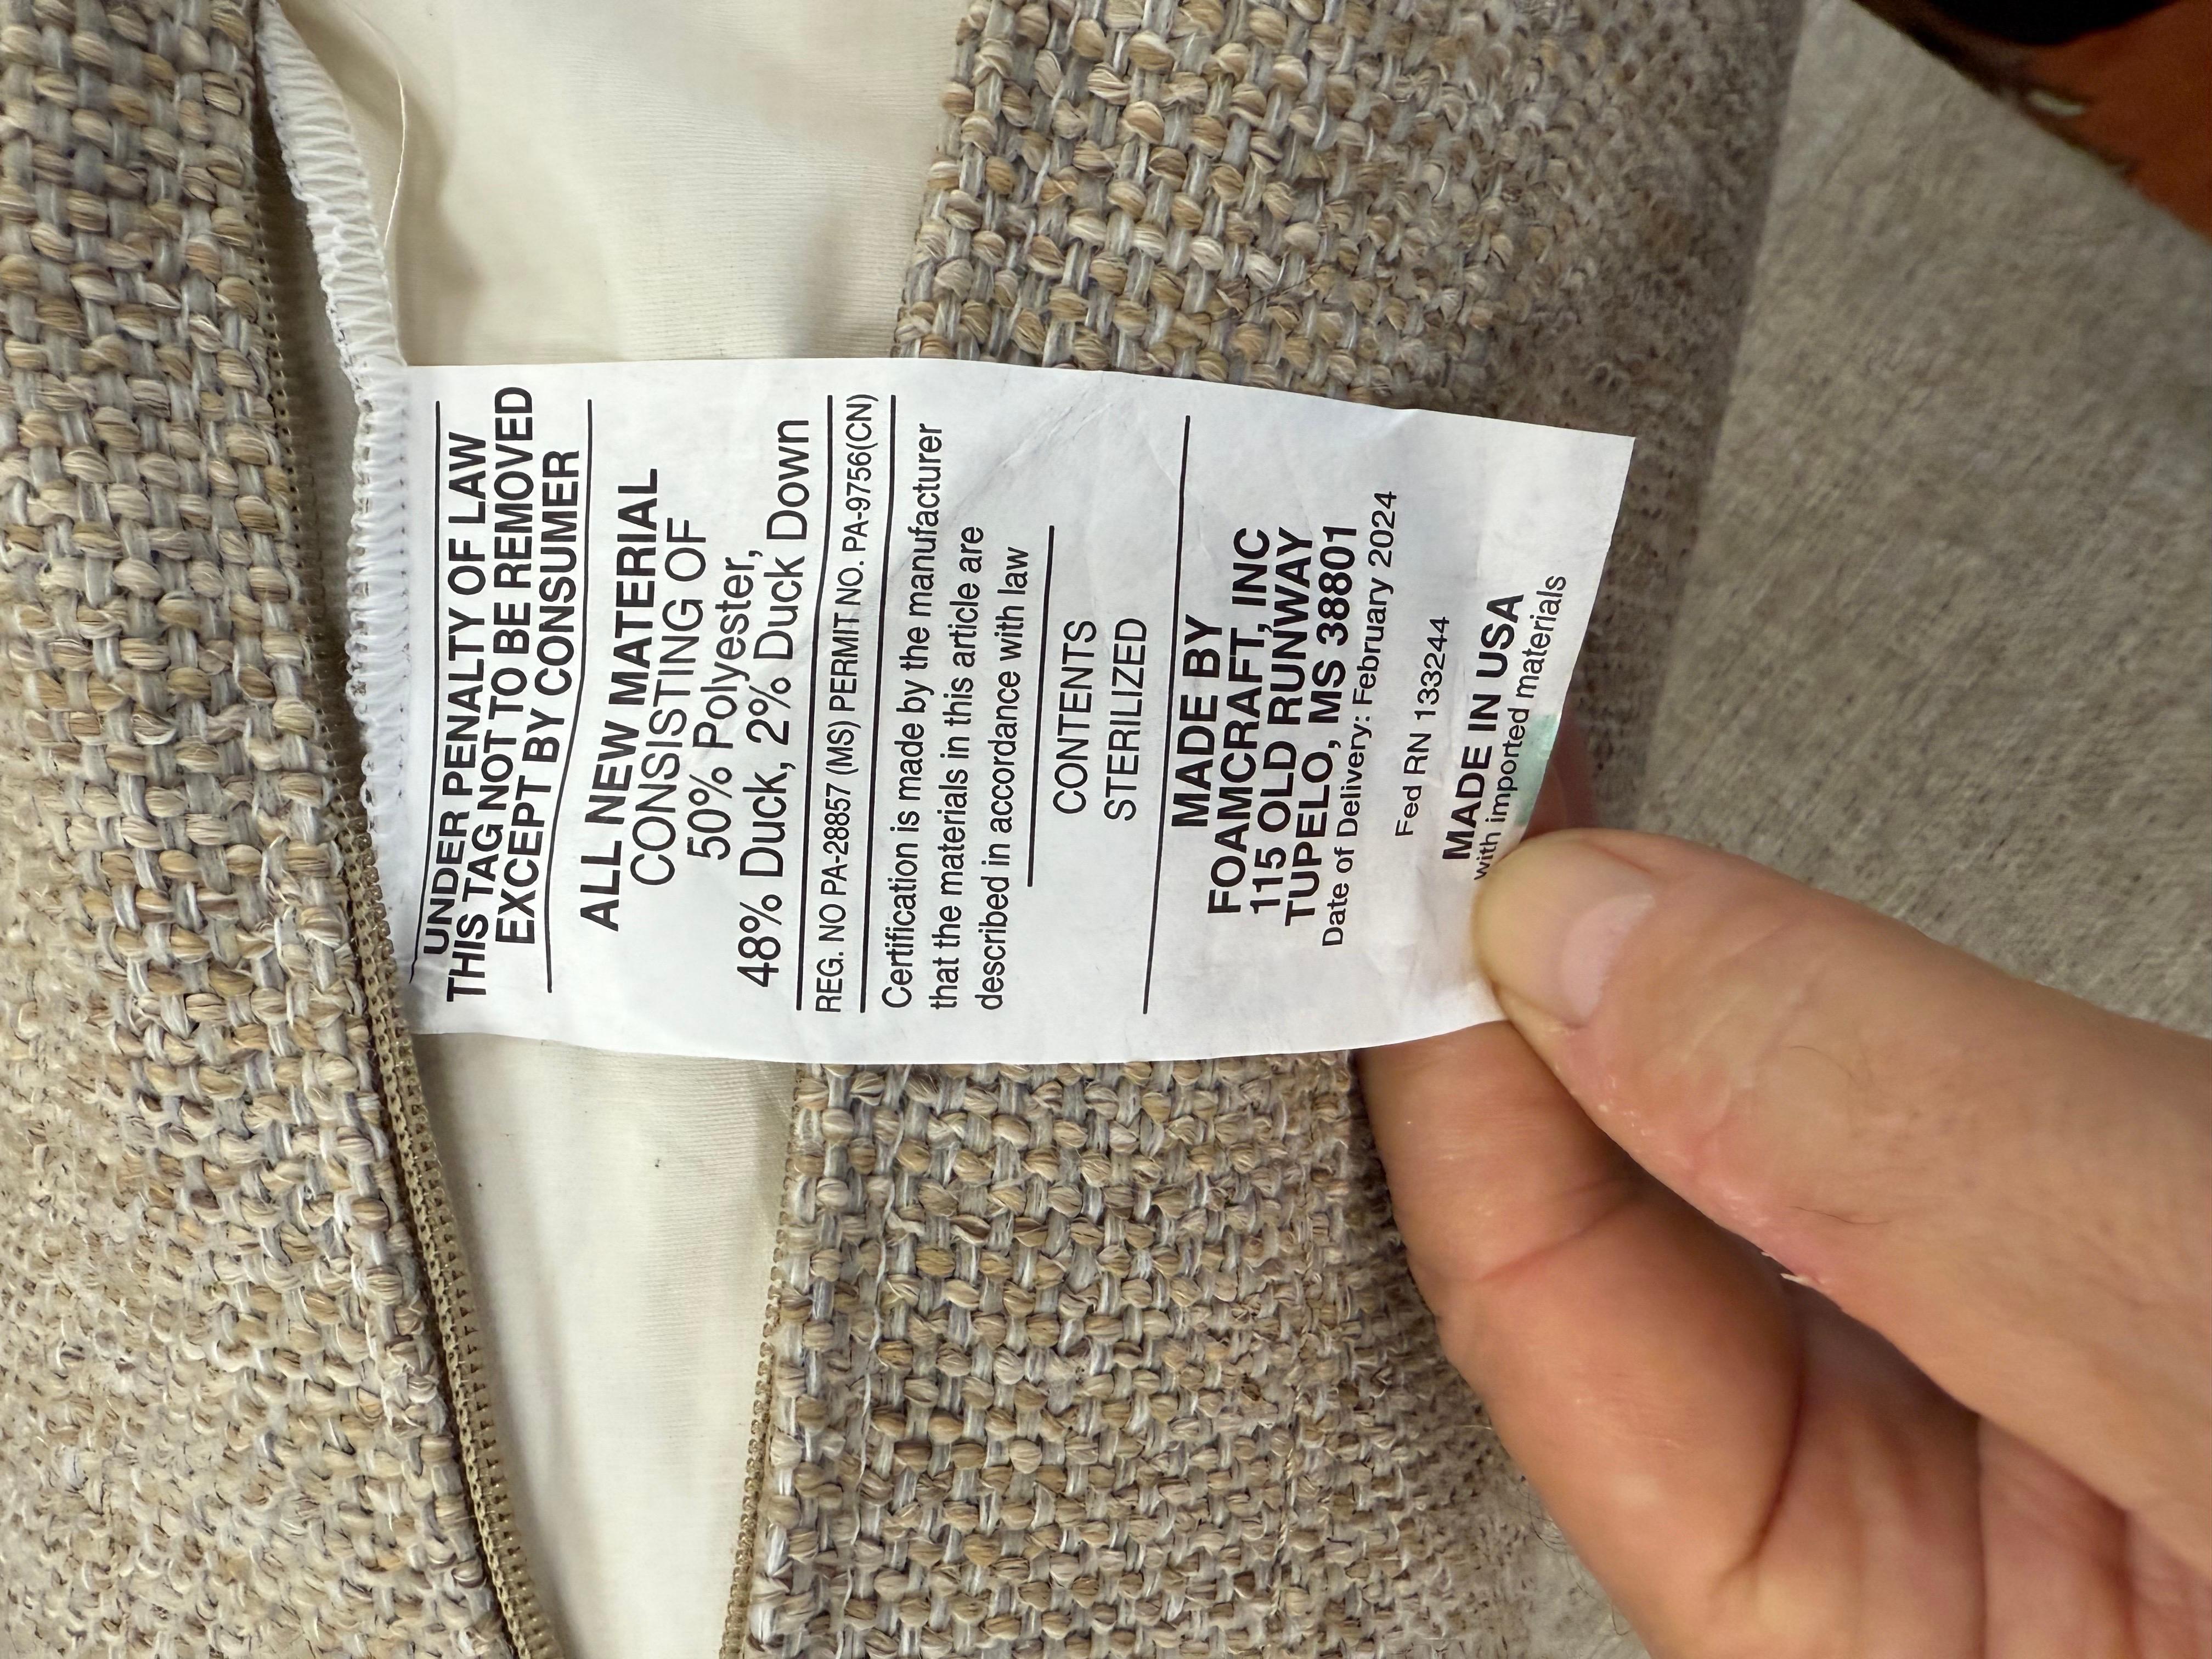 UNDER PENALTY OF LAW
THIS TAG NOT TO BE REMOVED
EXCEPT BY CONSUMER
ALL NEW MATERIAL
CONSISTING OF
50% Polyester,
48% Duck, 2% Duck Down
REG. NO PA-28857 (MS) PERMIT NO. PA-9756(CN)
Certification is made by the manufacturer
that the materials in this article are
described in accordance with law
CONTENTS
STERILIZED
MADE BY
FOAMCRAFT, INC
115 OLD RUNWAY
TUPELO, MS 38801
Date of Delivery: February 2024
Fed RN 133244
MADE IN USA
with imported materials